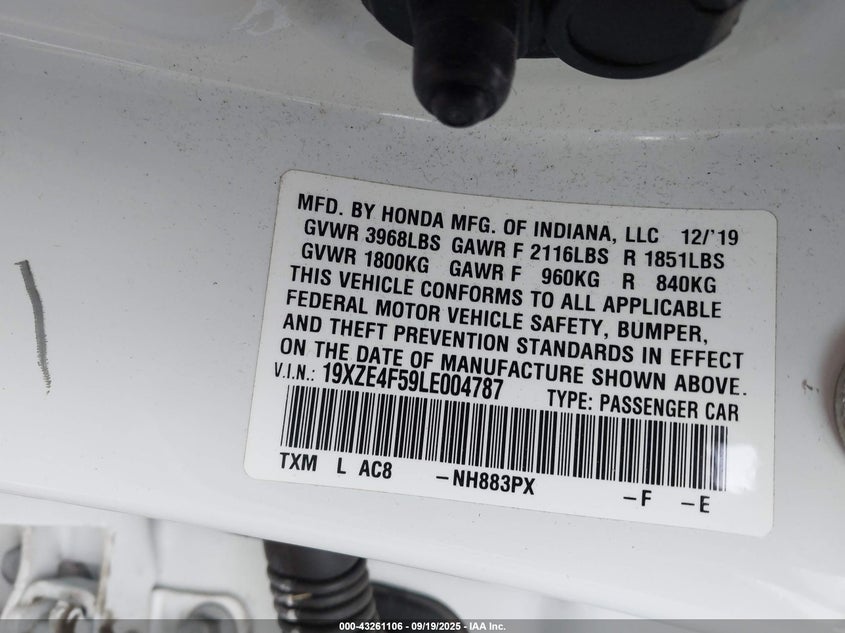 MFD. BY HONDA MFG. OF INDIANA, LLC 12/'19
GVWR 3968LBS GAWR F 2116LBS R 1851LBS
GVWR 1800KG GAWR F 960KG R 840KG
THIS VEHICLE CONFORMS TO ALL APPLICABLE
FEDERAL MOTOR VEHICLE SAFETY, BUMPER,
AND THEFT PREVENTION STANDARDS IN EFFECT
ON THE DATE OF MANUFACTURE SHOWN ABOVE.
V.I.N.: 19XZE4F59LE004787 TYPE: PASSENGER CAR
TXM L AC8 -NH883PX -F -E
000-43261106 - 09/19/2025 - IAA Inc.